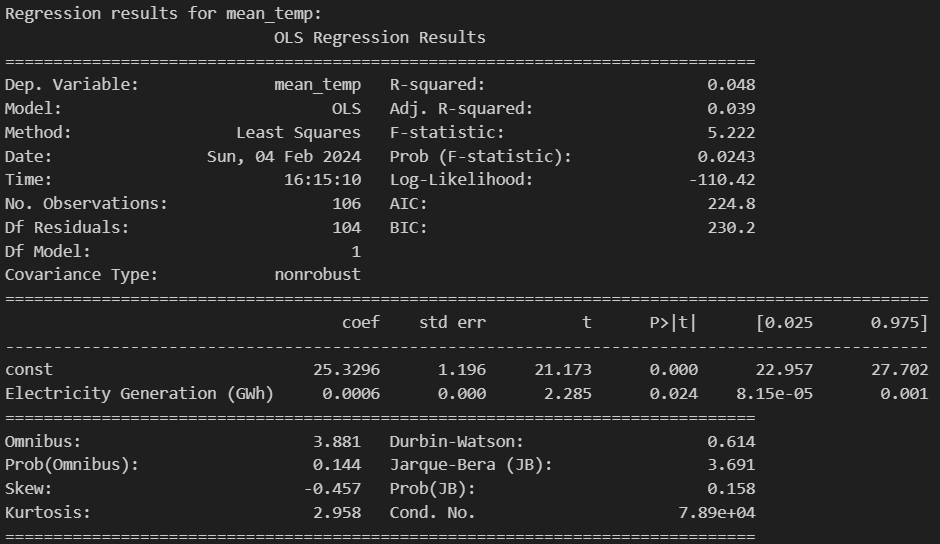 Regression results for mean_temp:
OLS Regression Results
==============================================================================
Dep. Variable: mean_temp R-squared: 0.048
Model: OLS Adj. R-squared: 0.039
Method: Least Squares F-statistic: 5.222
Date: Sun, 04 Feb 2024 Prob (F-statistic): 0.0243
Time: 16:15:10 Log-Likelihood: -110.42
No. Observations: 106 AIC: 224.8
Df Residuals: 104 BIC: 230.2
Df Model: 1
Covariance Type: nonrobust
================================================================================================
coef std err t P>|t| [0.025 0.975]
------------------------------------------------------------------------------------------------
const 25.3296 1.196 21.173 0.000 22.957 27.702
Electricity Generation (GWh) 0.0006 0.000 2.285 0.024 8.15e-05 0.001
==============================================================================
Omnibus: 3.881 Durbin-Watson: 0.614
Prob(Omnibus): 0.144 Jarque-Bera (JB): 3.691
Skew: -0.457 Prob(JB): 0.158
Kurtosis: 2.958 Cond. No. 7.89e+04
==============================================================================